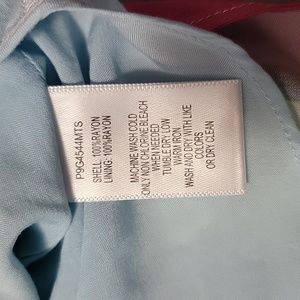 P9G4544MTS
SHELL: 100%RAYON
LINING: 100%RAYON
MACHINE WASH COLD
ONLY NON CHLORINE BLEACH
WHEN NEEDED
TUMBLE DRY LOW
WARM IRON
WASH AND DRY WITH LIKE
COLORS
OR DRY CLEAN